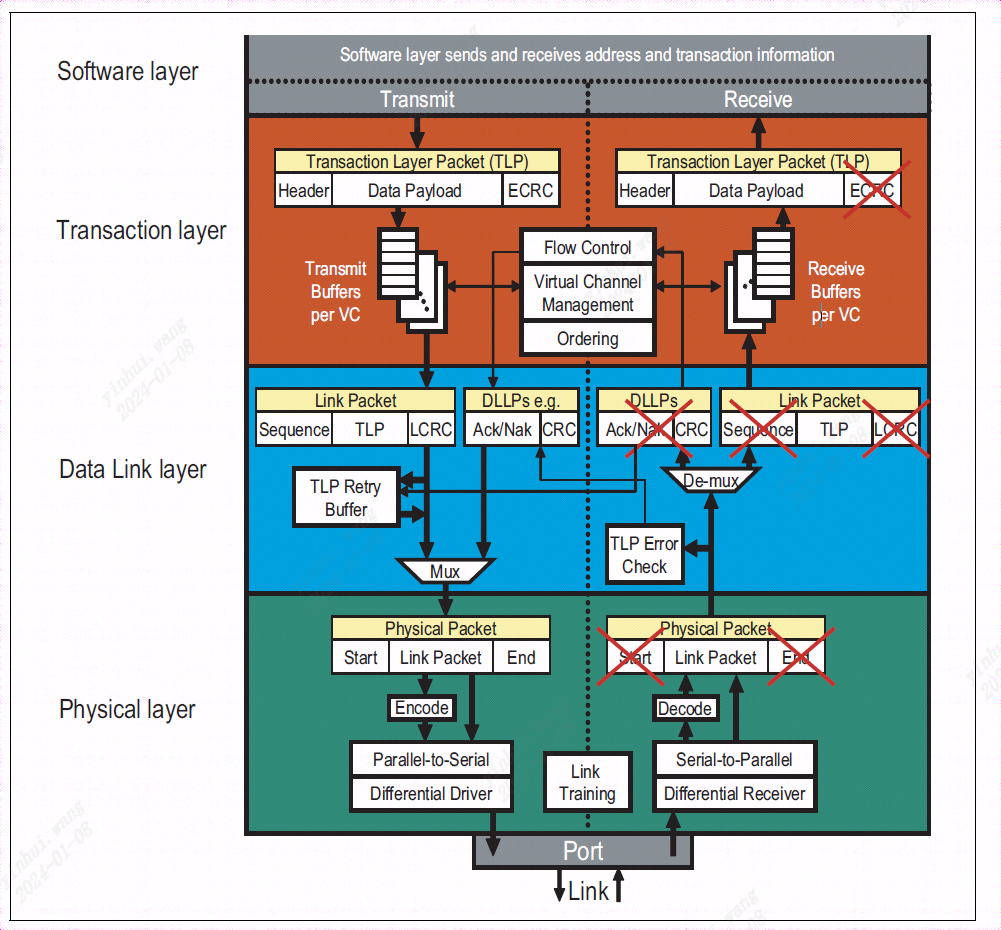 Software layer
Software layer sends and receives address and transaction information
Transmit
Receive
Transaction layer
Transaction Layer Packet (TLP)
Header
Data Payload
ECRC
Transaction Layer Packet (TLP)
Header
Data Payload
ECRC
Transmit
Buffers
per VC
Flow Control
Virtual Channel
Management
Ordering
Receive
Buffers
per VC
Data Link layer
Link Packet
Sequence
TLP
LCRC
DLLPs e.g.
Ack/Nak
CRC
DLLPs
Ack/Nak
CRC
Link Packet
Sequence
TLP
LCRC
TLP Retry
Buffer
De-mux
TLP Error
Check
Mux
Physical layer
Physical Packet
Start
Link Packet
End
Physical Packet
Start
Link Packet
End
Encode
Decode
Parallel-to-Serial
Differential Driver
Link
Training
Serial-to-Parallel
Differential Receiver
Port
Link
yinhui.wang
2024-01-08
yinhui.wang
2024-01-08